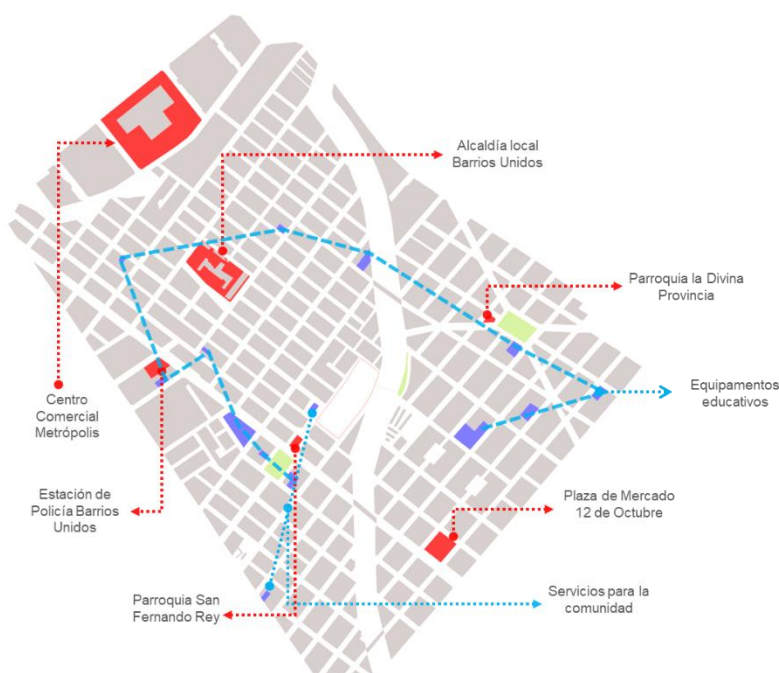 Alcaldía local
Barrios Unidos
Parroquia la Divina
Provincia
Centro
Comercial
Metrópolis
Equipamentos
educativos
Estación de
Policía Barrios
Unidos
Plaza de Mercado
12 de Octubre
Parroquia San
Fernando Rey
Servicios para la
comunidad